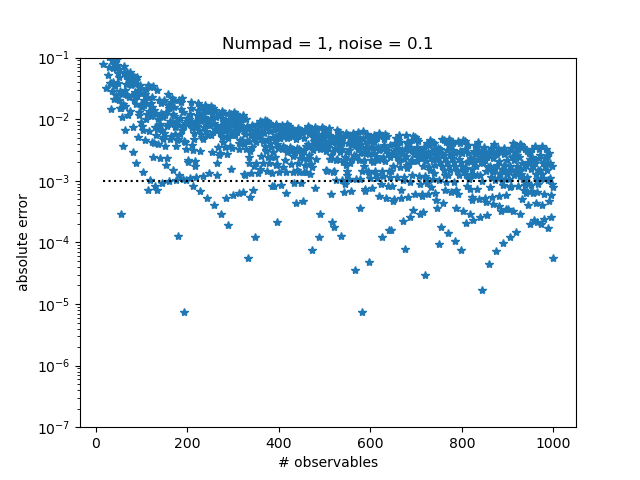 Numpad = 1, noise = 0.1
10⁻¹
10⁻²
10⁻³
10⁻⁴
10⁻⁵
10⁻⁶
10⁻⁷
absolute error
0 200 400 600 800 1000
# observables